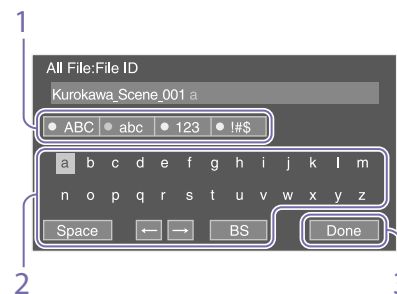 1
All File:File ID
Kurokawa_Scene_001 a
ABC abc 123 !#$
a b c d e f g h i j k l m
n o p q r s t u v w x y z
Space ← → BS Done
2